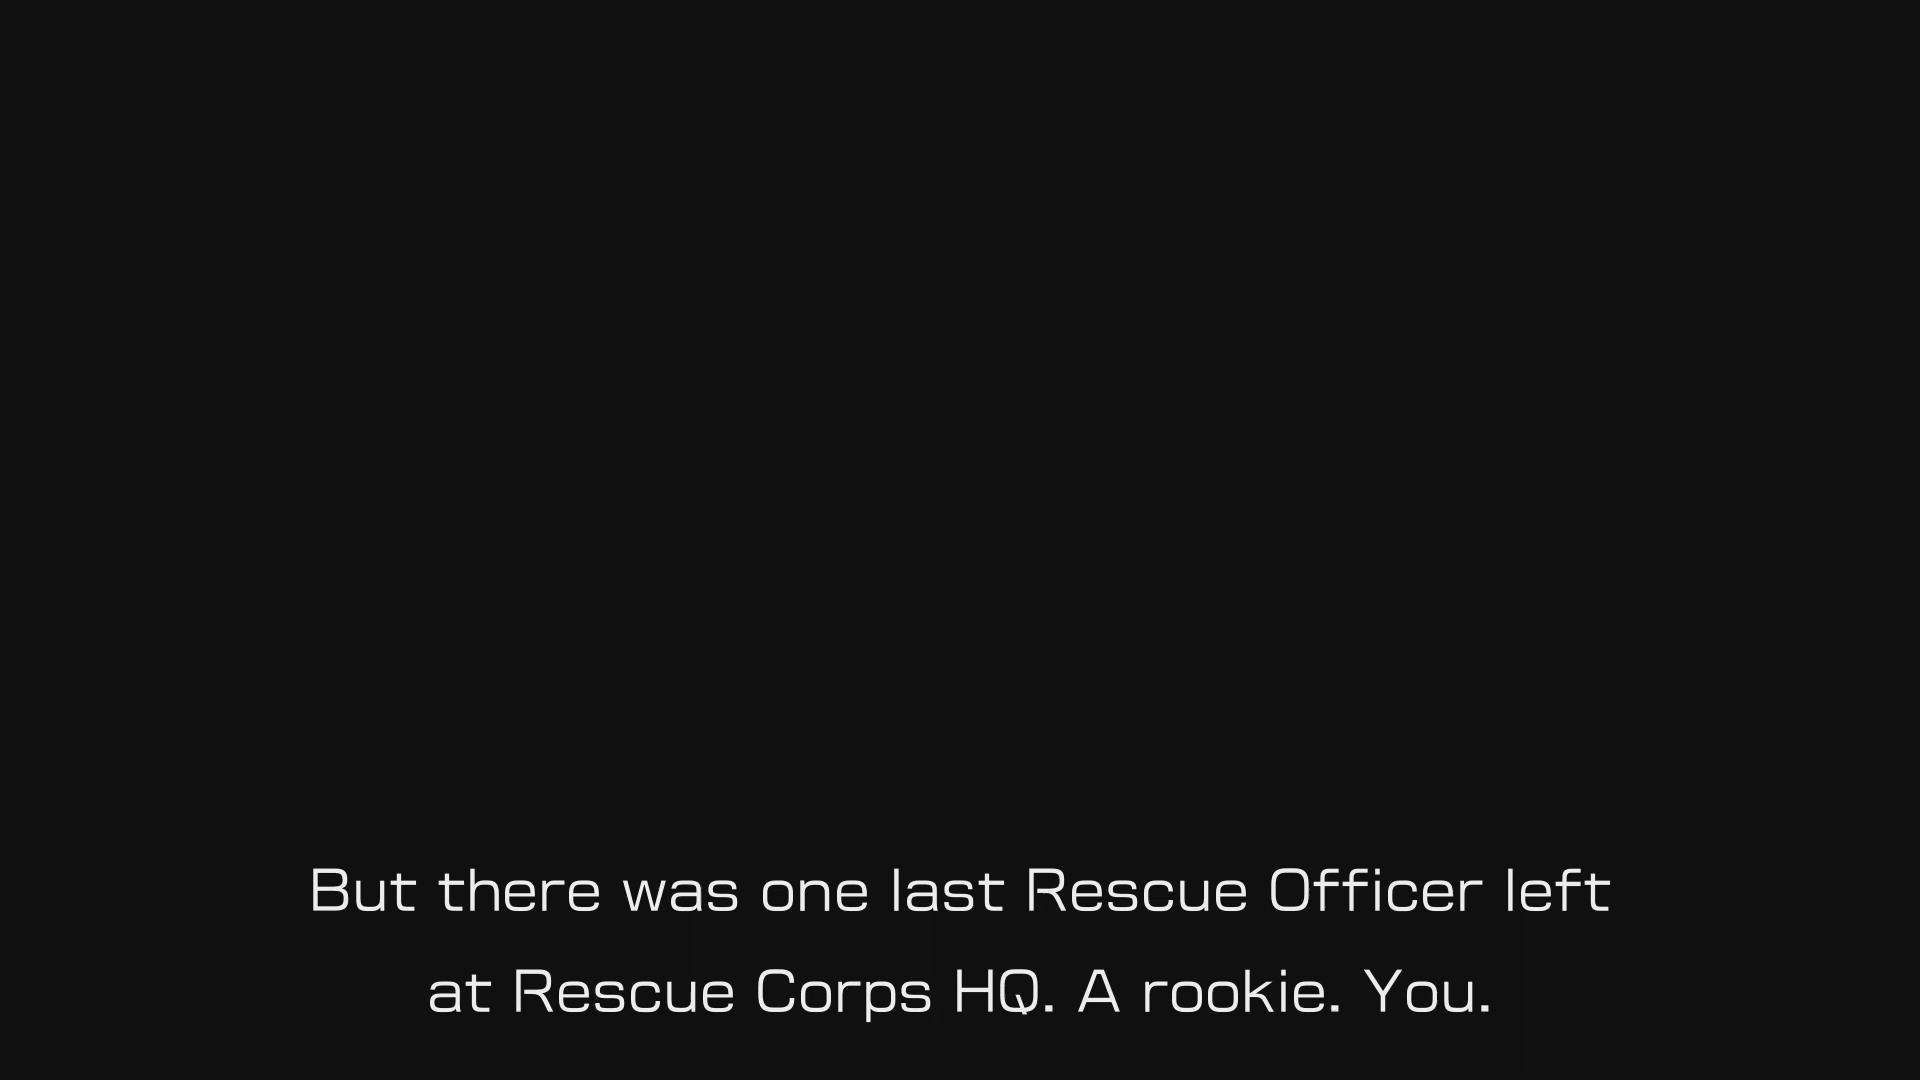 But there was one last Rescue Officer left
at Rescue Corps HQ. A rookie. You.